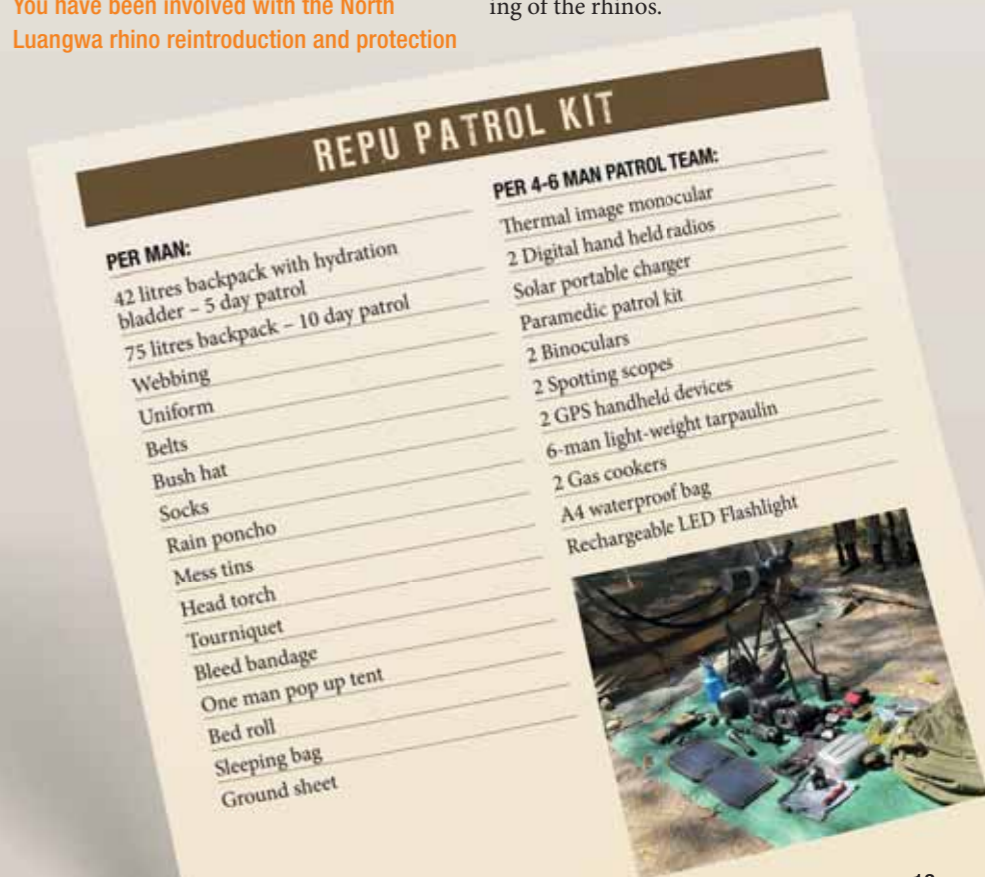 You have been involved with the North
Luangwa rhino reintroduction and protection
ing of the rhinos.
REPU PATROL KIT
PER MAN:
42 litres backpack with hydration
bladder – 5 day patrol
75 litres backpack – 10 day patrol
Webbing
Uniform
Belts
Bush hat
Socks
Rain poncho
Mess tins
Head torch
Tourniquet
Bleed bandage
One man pop up tent
Bed roll
Sleeping bag
Ground sheet
PER 4-6 MAN PATROL TEAM:
Thermal image monocular
2 Digital hand held radios
Solar portable charger
Paramedic patrol kit
2 Binoculars
2 Spotting scopes
2 GPS handheld devices
6-man light-weight tarpaulin
2 Gas cookers
A4 waterproof bag
Rechargeable LED Flashlight